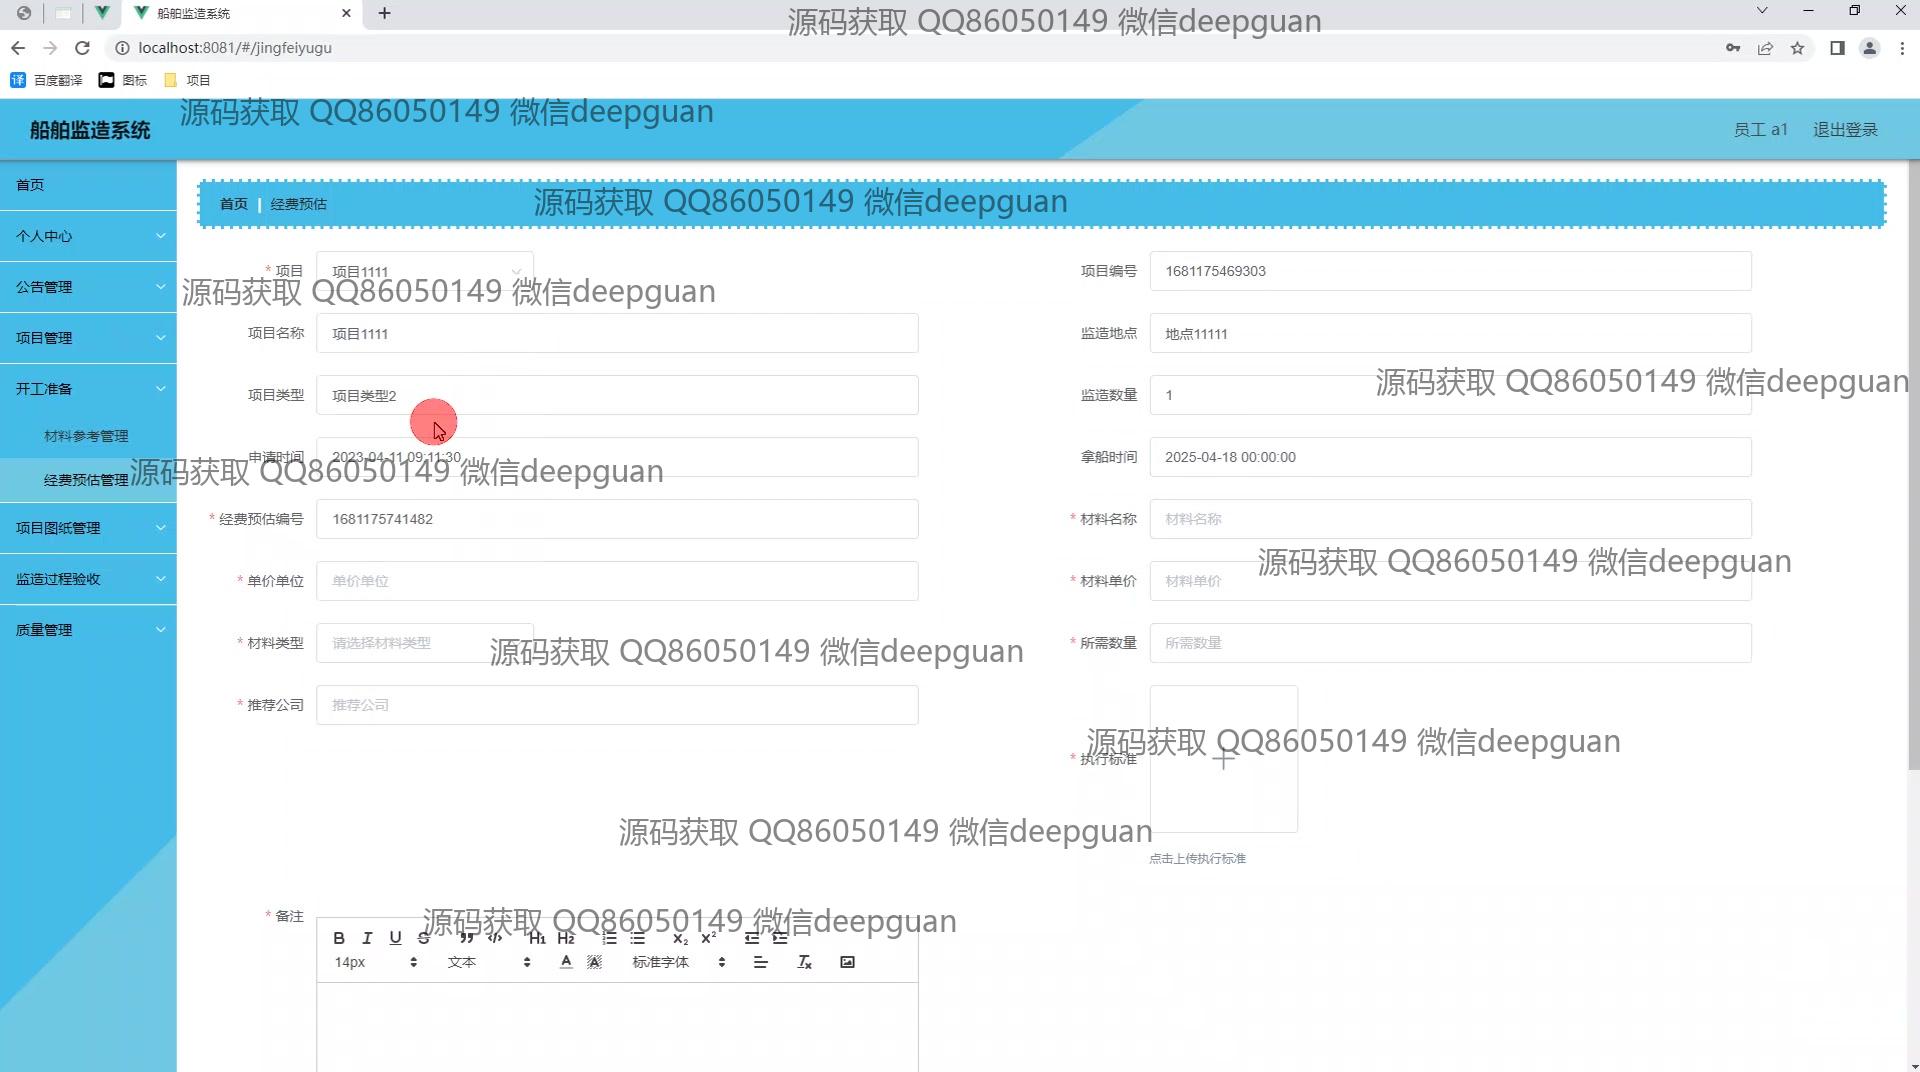 船舶监造系统
源码获取 QQ86050149 微信deepguan
localhost:8081/#/jingfeiyugu
百度翻译 图标 项目
源码获取 QQ86050149 微信deepguan
船舶监造系统
员工 a1 退出登录
首页
首页 | 经费预估
源码获取 QQ86050149 微信deepguan
个人中心
* 项目 项目1111
项目编号 1681175469303
公告管理
源码获取 QQ86050149 微信deepguan
项目管理
项目名称 项目1111
监造地点 地点11111
开工准备
项目类型 项目类型2
监造数量 1
源码获取 QQ86050149 微信deepguan
材料参考管理
申请时间 2023-04-11 09:11:30
拿船时间 2025-04-18 00:00:00
经费预估管理
源码获取 QQ86050149 微信deepguan
项目图纸管理
* 经费预估编号 1681175741482
* 材料名称 材料名称
监造过程验收
* 单价单位 单价单位
* 材料单价 材料单价
源码获取 QQ86050149 微信deepguan
质量管理
* 材料类型 请选择材料类型
* 所需数量 所需数量
源码获取 QQ86050149 微信deepguan
* 推荐公司 推荐公司
源码获取 QQ86050149 微信deepguan
* 执行标准
源码获取 QQ86050149 微信deepguan
点击上传执行标准
* 备注
源码获取 QQ86050149 微信deepguan
B I U S H1 H2 X2 X2
14px 文本 A A 标准字体 Tx